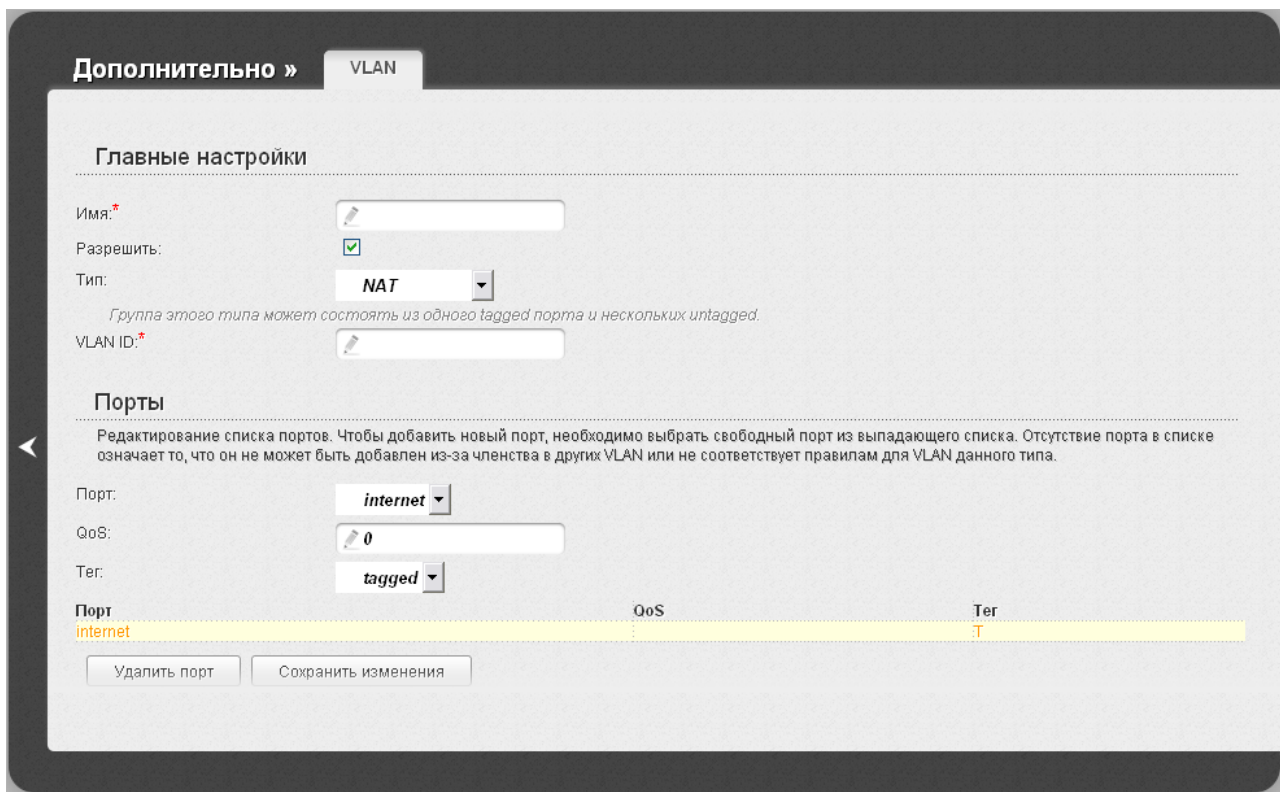 Дополнительно »
VLAN
Главные настройки
Имя:*
Разрешить:
Тип:
NAT
Группа этого типа может состоять из одного tagged порта и нескольких untagged.
VLAN ID:*
Порты
Редактирование списка портов. Чтобы добавить новый порт, необходимо выбрать свободный порт из выпадающего списка. Отсутствие порта в списке
означает то, что он не может быть добавлен из-за членства в других VLAN или не соответствует правилам для VLAN данного типа.
Порт:
internet
QoS:
0
Тег:
tagged
Порт QoS Тег
internet T
Удалить порт Сохранить изменения